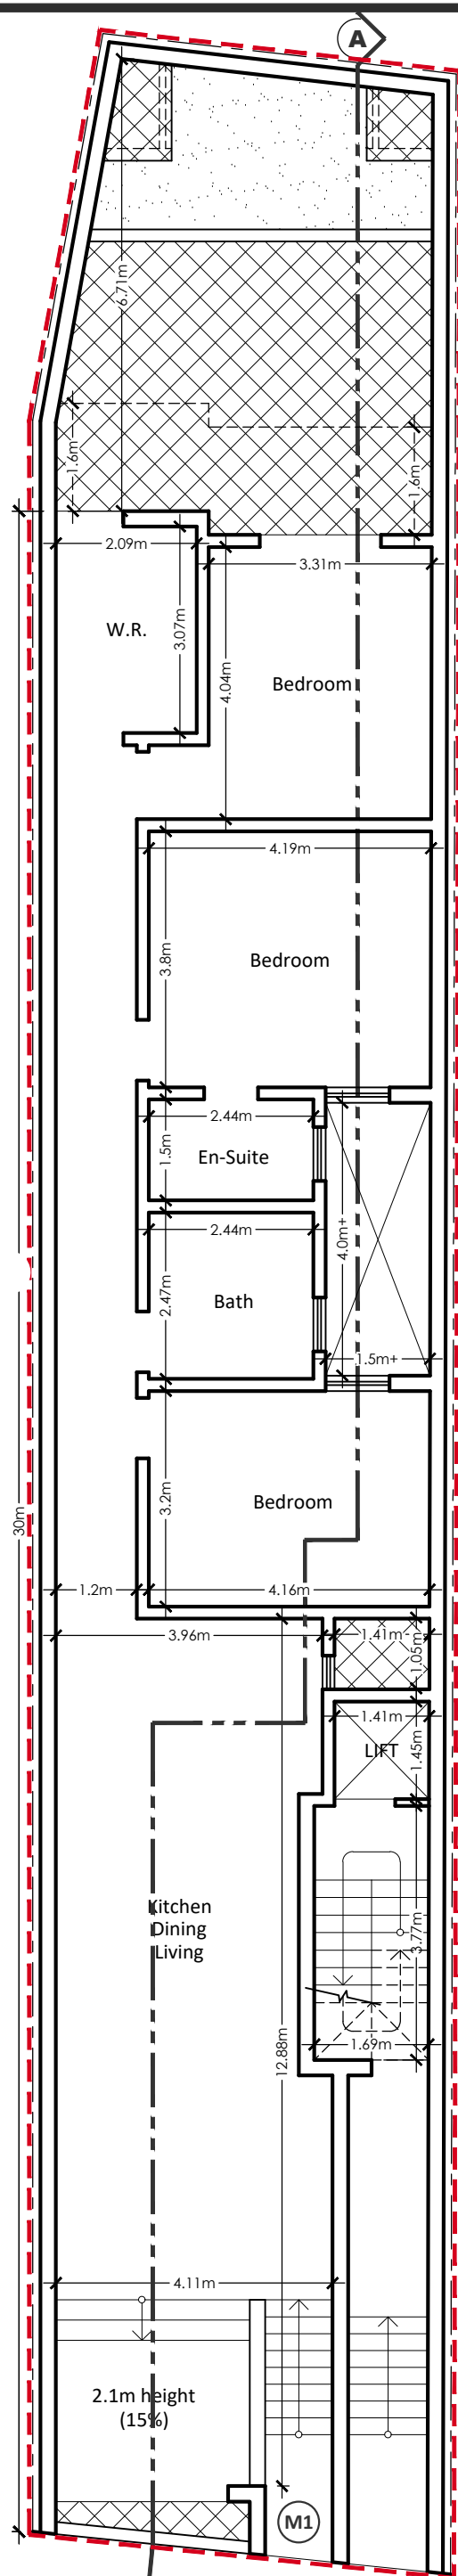 A
6.71m
1.6m
1.6m
2.09m
3.31m
W.R.
3.07m
4.04m
Bedroom
4.19m
3.8m
Bedroom
2.44m
1.5m
En-Suite
2.44m
4.0m+
2.47m
Bath
1.5m+
3.2m
Bedroom
30m
1.2m
4.16m
3.96m
1.41m
1.05m
1.41m
LIFT
1.45m
Kitchen
Dining
Living
3.77m
1.69m
12.88m
4.11m
2.1m height
(15%)
M1